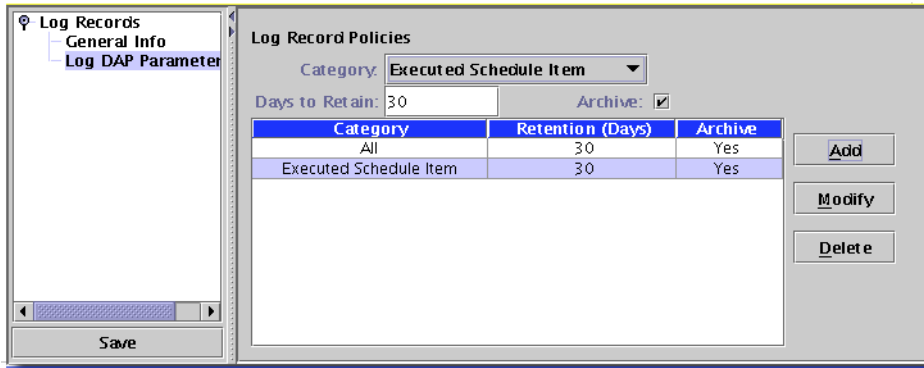 Log Records
General Info
Log DAP Parameter
Save
Log Record Policies
Category: Executed Schedule Item
Days to Retain: 30 Archive:
Category Retention (Days) Archive
All 30 Yes
Executed Schedule Item 30 Yes
Add
Modify
Delete